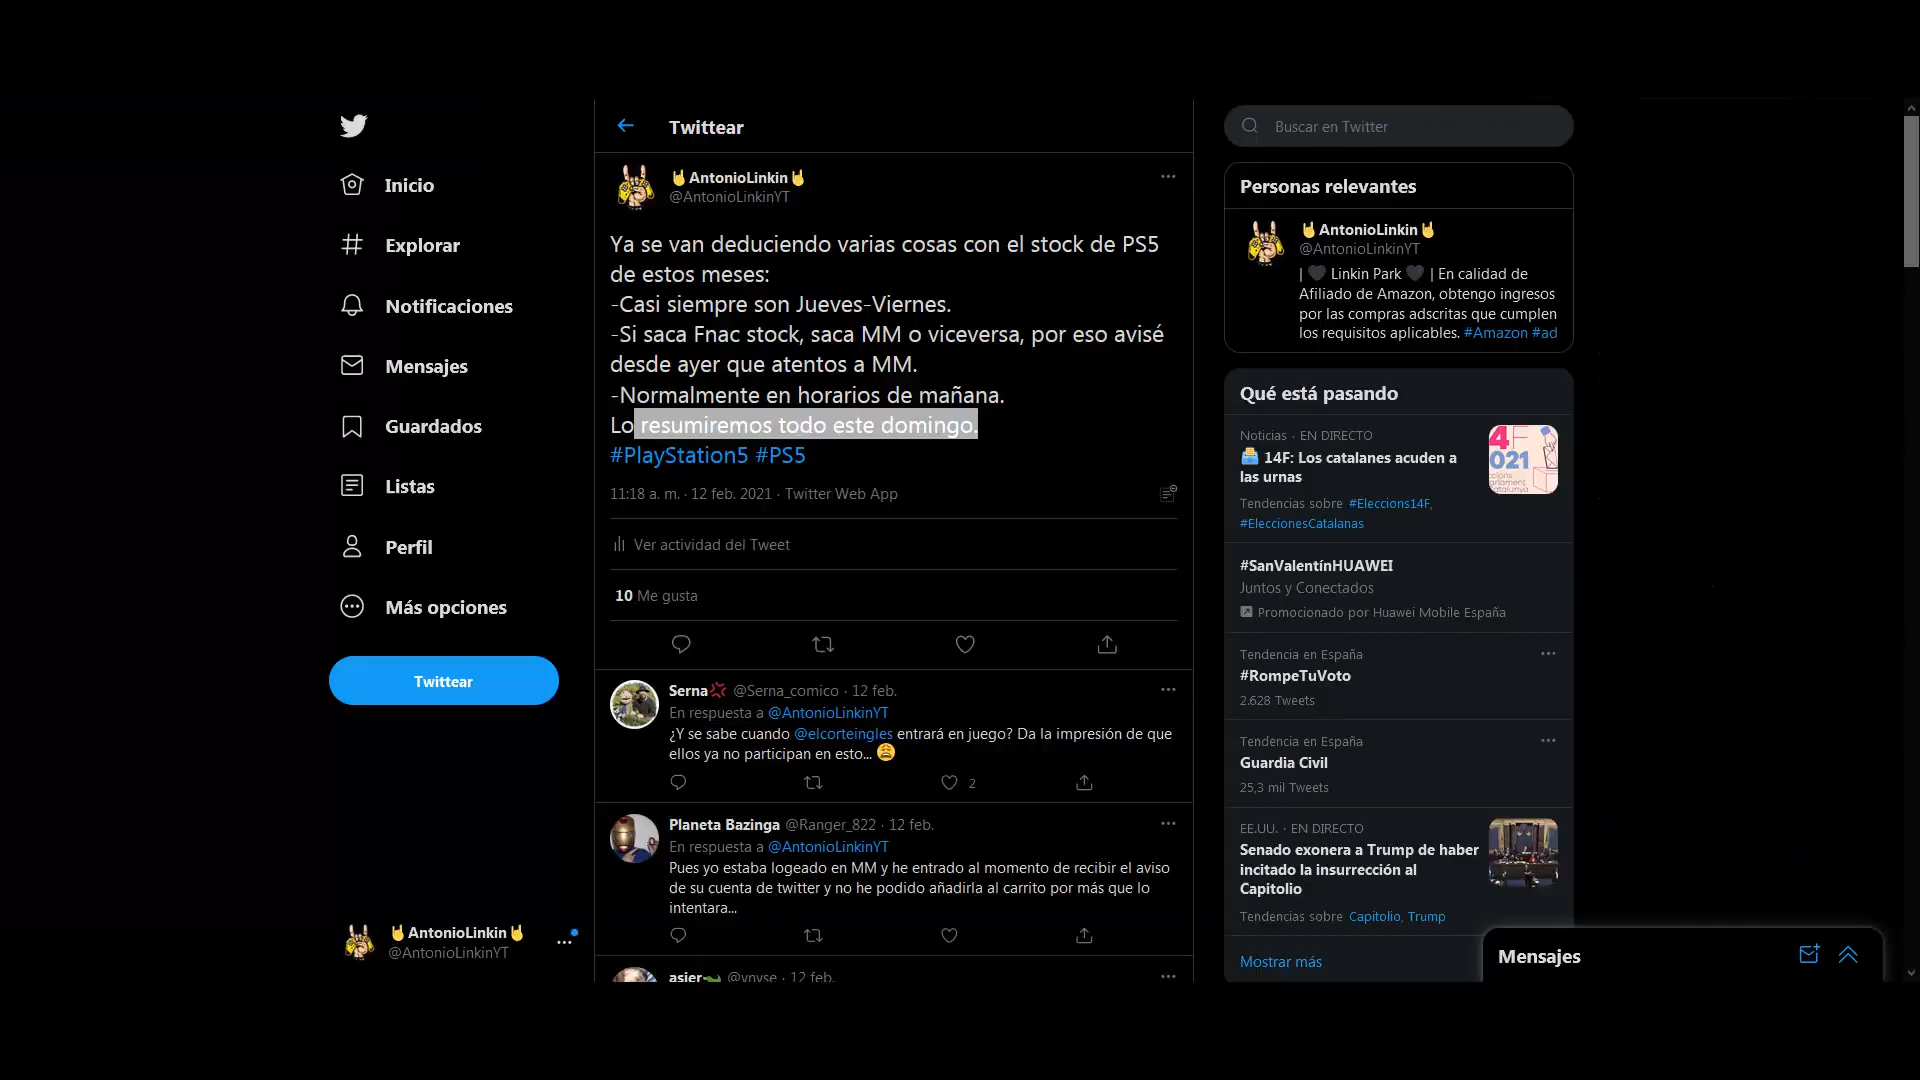 Inicio
Explorar
Notificaciones
Mensajes
Guardados
Listas
Perfil
Más opciones
Twittear
AntonioLinkin
@AntonioLinkinYT
Twittear
AntonioLinkin
@AntonioLinkinYT
Ya se van deduciendo varias cosas con el stock de PS5
de estos meses:
-Casi siempre son Jueves-Viernes.
-Si saca Fnac stock, saca MM o viceversa, por eso avisé
desde ayer que atentos a MM.
-Normalmente en horarios de mañana.
Lo resumiremos todo este domingo.
#PlayStation5 #PS5
11:18 a. m. · 12 feb. 2021 · Twitter Web App
Ver actividad del Tweet
10 Me gusta
Serna @Serna_comico · 12 feb.
En respuesta a @AntonioLinkinYT
¿Y se sabe cuando @elcorteingles entrará en juego? Da la impresión de que
ellos ya no participan en esto...
2
Planeta Bazinga @Ranger_822 · 12 feb.
En respuesta a @AntonioLinkinYT
Pues yo estaba logeado en MM y he entrado al momento de recibir el aviso
de su cuenta de twitter y no he podido añadirla al carrito por más que lo
intentara...
asier @vnvse · 12 feb.
Buscar en Twitter
Personas relevantes
AntonioLinkin
@AntonioLinkinYT
| Linkin Park | En calidad de
Afiliado de Amazon, obtengo ingresos
por las compras adscritas que cumplen
los requisitos aplicables. #Amazon #ad
Qué está pasando
Noticias · EN DIRECTO
14F: Los catalanes acuden a
las urnas
Tendencias sobre #Eleccions14F,
#EleccionesCatalanas
4F
021
#SanValentínHUAWEI
Juntos y Conectados
Promocionado por Huawei Mobile España
Tendencia en España
#RompeTuVoto
2.628 Tweets
Tendencia en España
Guardia Civil
25,3 mil Tweets
EE.UU. · EN DIRECTO
Senado exonera a Trump de haber
incitado la insurrección al
Capitolio
Tendencias sobre Capitolio, Trump
Mostrar más
Mensajes